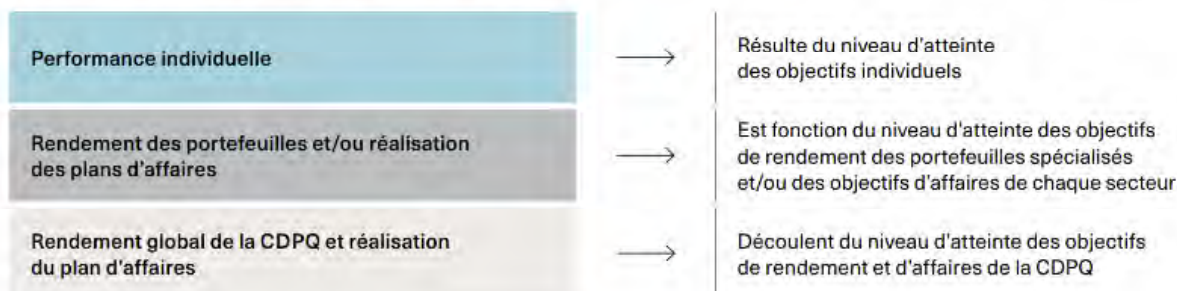 Performance individuelle
Résulte du niveau d'atteinte
des objectifs individuels
Rendement des portefeuilles et/ou réalisation
des plans d'affaires
Est fonction du niveau d'atteinte des objectifs
de rendement des portefeuilles spécialisés
et/ou des objectifs d'affaires de chaque secteur
Rendement global de la CDPQ et réalisation
du plan d'affaires
Découlent du niveau d'atteinte des objectifs
de rendement et d'affaires de la CDPQ